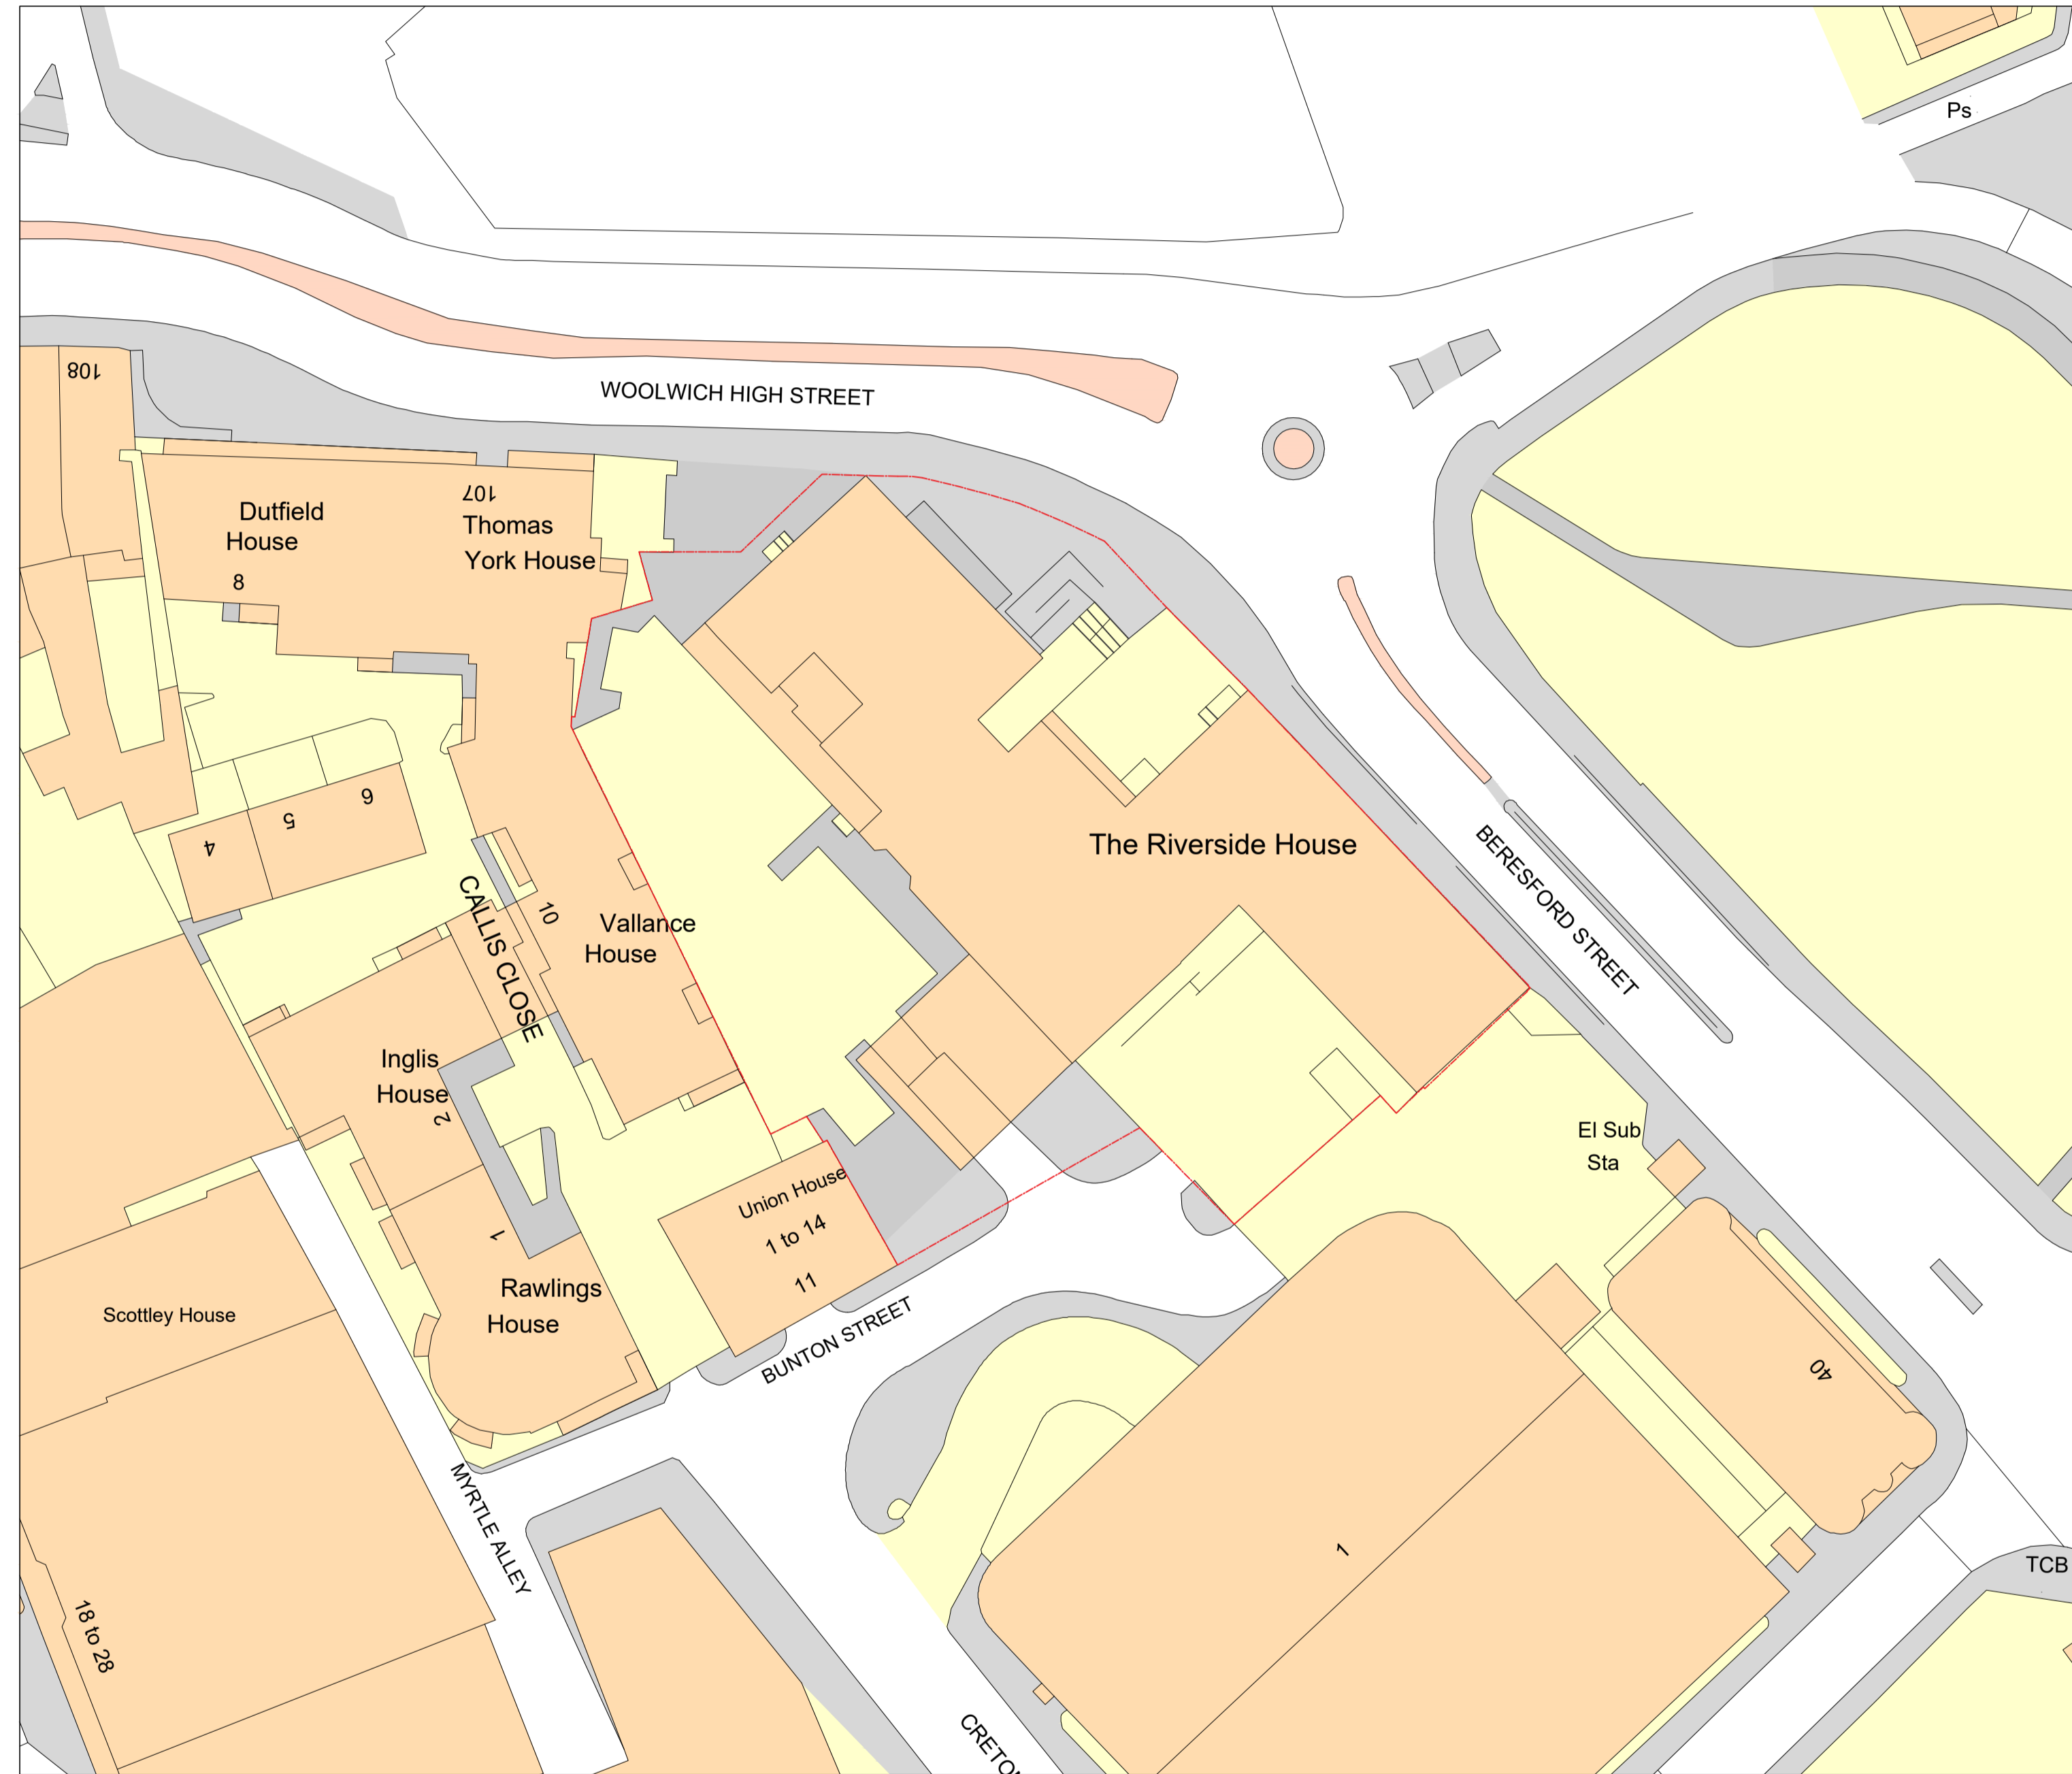 Ps
108
WOOLWICH HIGH STREET
107
Dutfield
House
Thomas
York House
8
6
5
4
The Riverside House
BERESFORD STREET
CALLIS CLOSE
10
Vallance
House
Inglis
House
2
El Sub
Sta
Union House
1 to 14
11
1
Rawlings
House
Scottley House
BUNTON STREET
40
MYRTLE ALLEY
1
TCB
18 to 28
CRETON